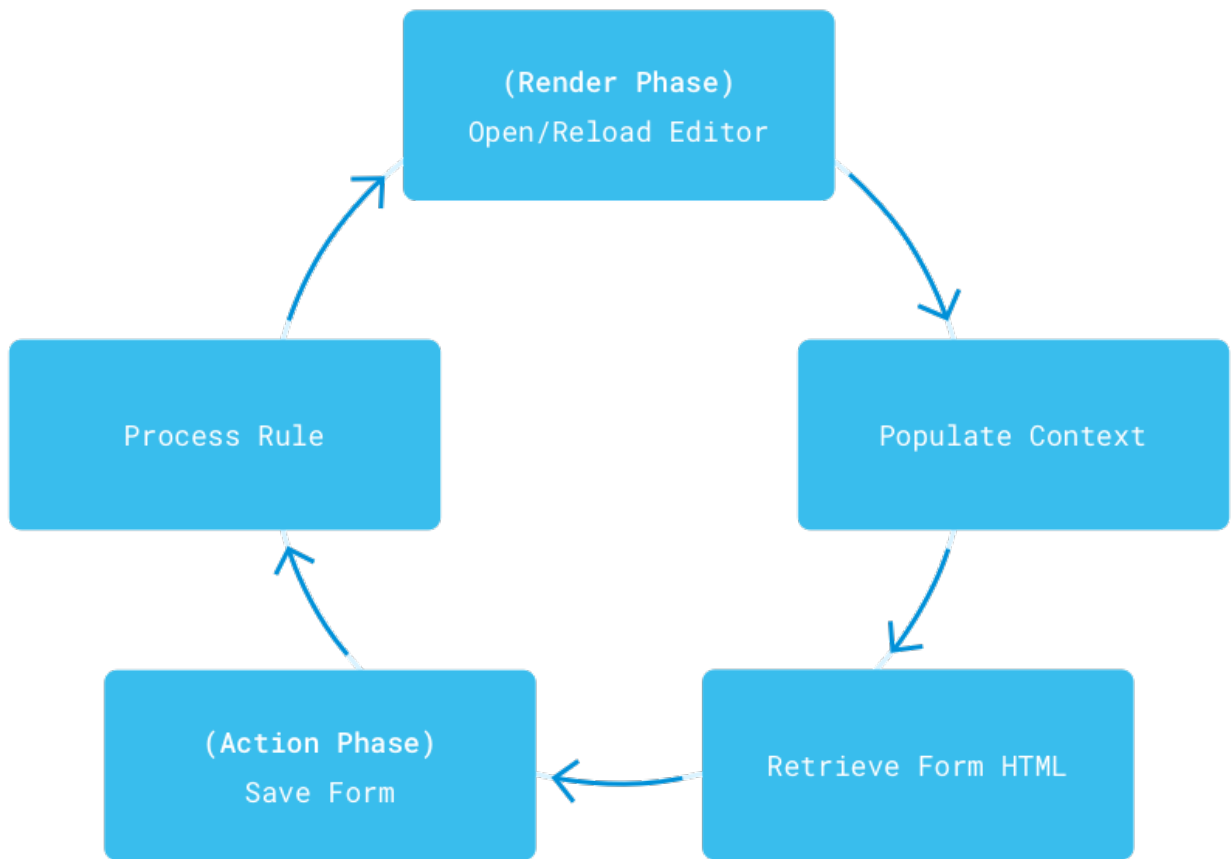 (Render Phase)
Open/Reload Editor
Process Rule
Populate Context
(Action Phase)
Save Form
Retrieve Form HTML